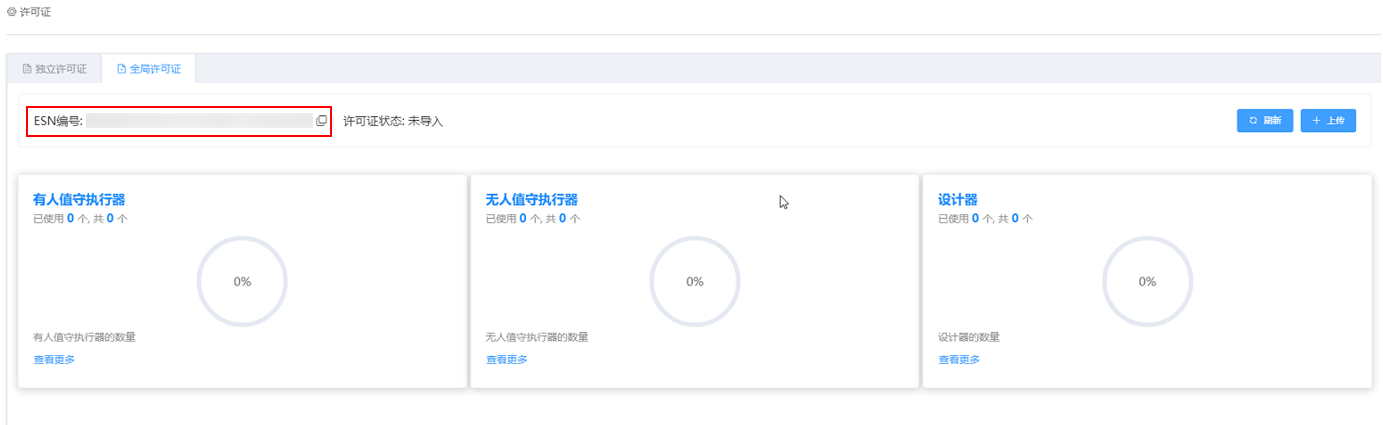 许可证
独立许可证 全局许可证
ESN编号: 许可证状态: 未导入 刷新 上传
有人值守执行器 无人值守执行器 设计器
已使用 0 个, 共 0 个 已使用 0 个, 共 0 个 已使用 0 个, 共 0 个
0% 0% 0%
有人值守执行器的数量 无人值守执行器的数量 设计器的数量
查看更多 查看更多 查看更多